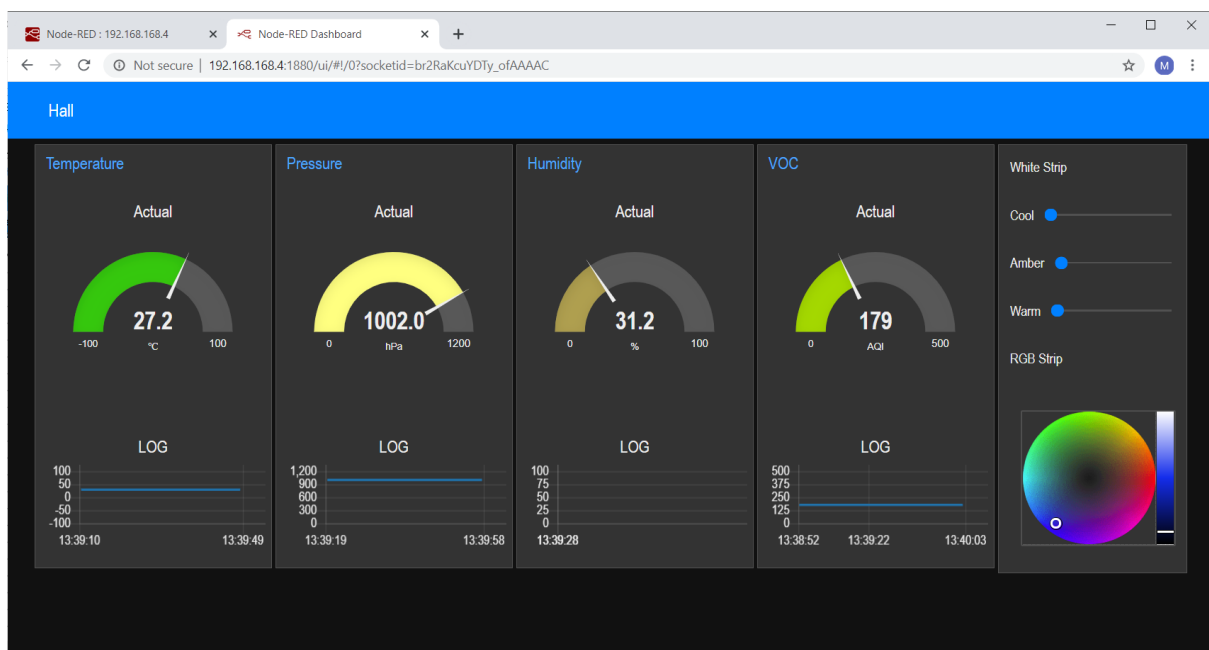 Node-RED : 192.168.168.4
Node-RED Dashboard
Not secure | 192.168.168.4:1880/ui/#!/0?socketid=br2RaKcuYDTy_ofAAAAC
M
Hall
Temperature
Actual
27.2
-100 °C 100
LOG
100
50
0
-50
-100
13:39:10 13:39:49
Pressure
Actual
1002.0
0 hPa 1200
LOG
1,200
900
600
300
0
13:39:19 13:39:58
Humidity
Actual
31.2
0 % 100
LOG
100
75
50
25
0
13:39:28
VOC
Actual
179
0 AQI 500
LOG
500
375
250
125
0
13:38:52 13:39:22 13:40:03
White Strip
Cool
Amber
Warm
RGB Strip